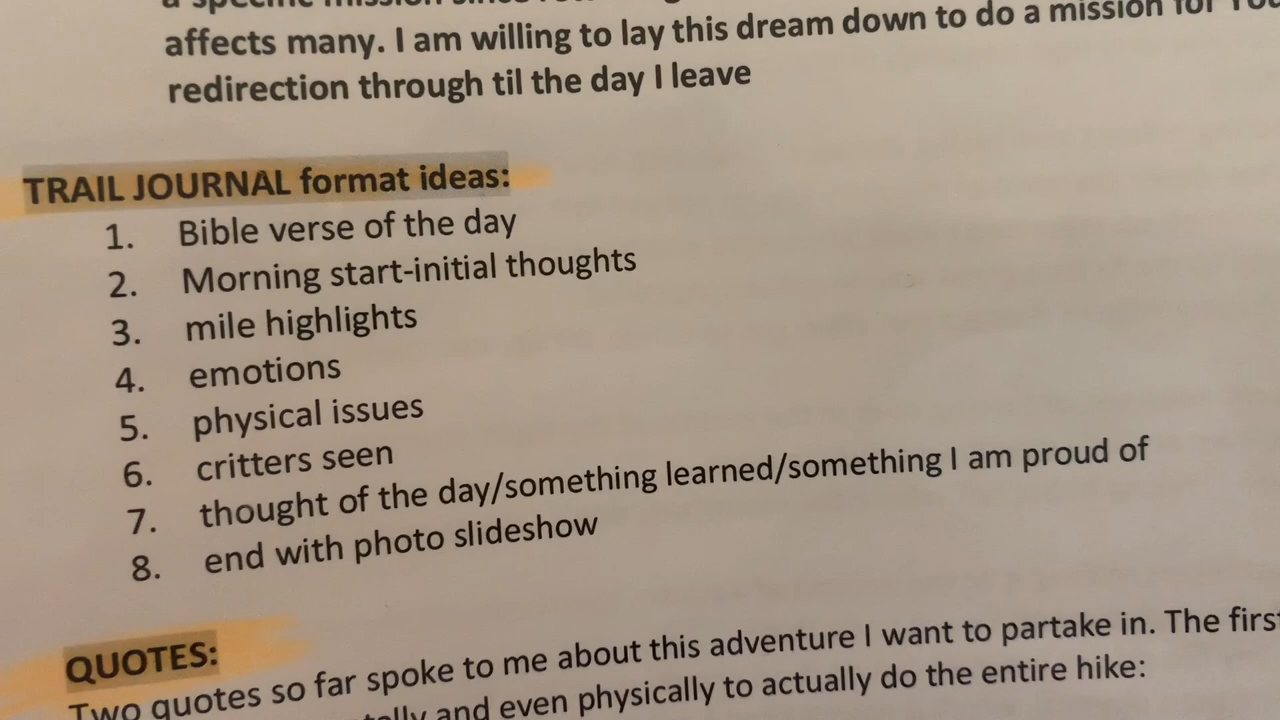 a specific mission since
affects many. I am willing to lay this dream down to do a mission for
redirection through til the day I leave
TRAIL JOURNAL format ideas:
1. Bible verse of the day
2. Morning start-initial thoughts
3. mile highlights
4. emotions
5. physical issues
6. critters seen
7. thought of the day/something learned/something I am proud of
8. end with photo slideshow
QUOTES:
Two quotes so far spoke to me about this adventure I want to partake in. The first
and even physically to actually do the entire hike: